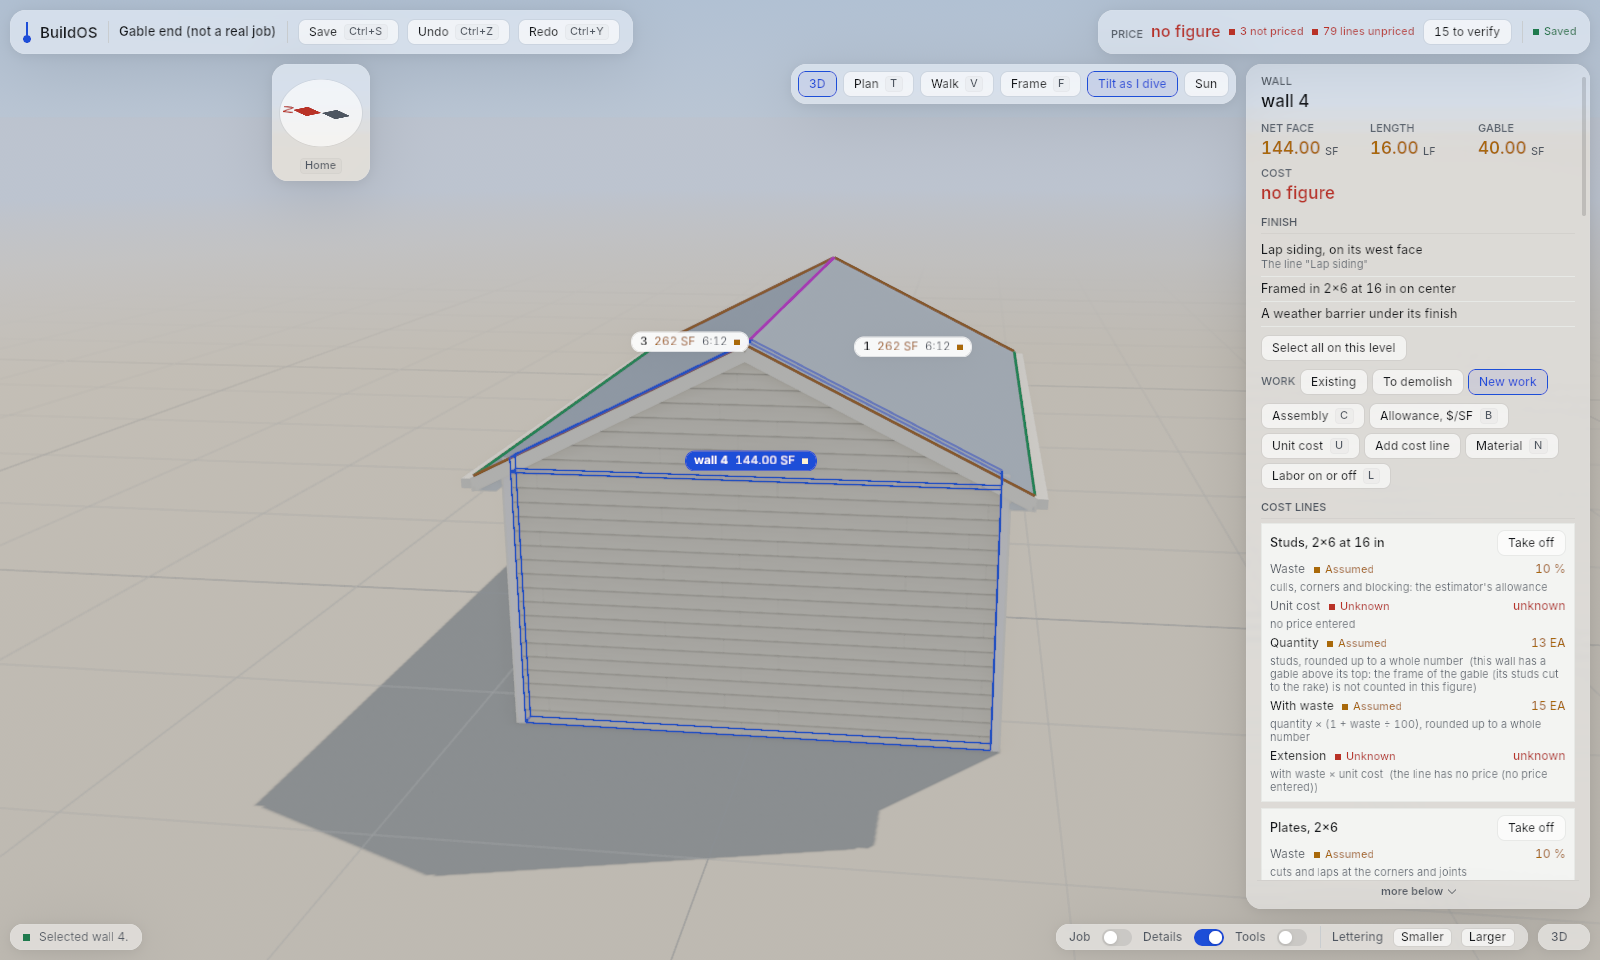 BuildOS Gable end (not a real job) Save Ctrl+S Undo Ctrl+Z Redo Ctrl+Y
PRICE no figure 3 not priced 79 lines unpriced 15 to verify Saved
3D Plan T Walk V Frame F Tilt as I dive Sun
N
Home
WALL
wall 4
NET FACE LENGTH GABLE
144.00 SF 16.00 LF 40.00 SF
COST
no figure
FINISH
Lap siding, on its west face
The line "Lap siding"
Framed in 2×6 at 16 in on center
A weather barrier under its finish
Select all on this level
WORK Existing To demolish New work
Assembly C Allowance, $/SF B
Unit cost U Add cost line Material N
Labor on or off L
COST LINES
Studs, 2×6 at 16 in Take off
Waste Assumed 10 %
culls, corners and blocking: the estimator's allowance
Unit cost Unknown unknown
no price entered
Quantity Assumed 13 EA
studs, rounded up to a whole number (this wall has a
gable above its top: the frame of the gable (its studs cut
to the rake) is not counted in this figure)
With waste Assumed 15 EA
quantity × (1 + waste ÷ 100), rounded up to a whole
number
Extension Unknown unknown
with waste × unit cost (the line has no price (no price
entered))
Plates, 2×6 Take off
Waste Assumed 10 %
cuts and laps at the corners and joints
more below
3 262 SF 6:12
1 262 SF 6:12
wall 4 144.00 SF
Selected wall 4.
Job Details Tools Lettering Smaller Larger 3D